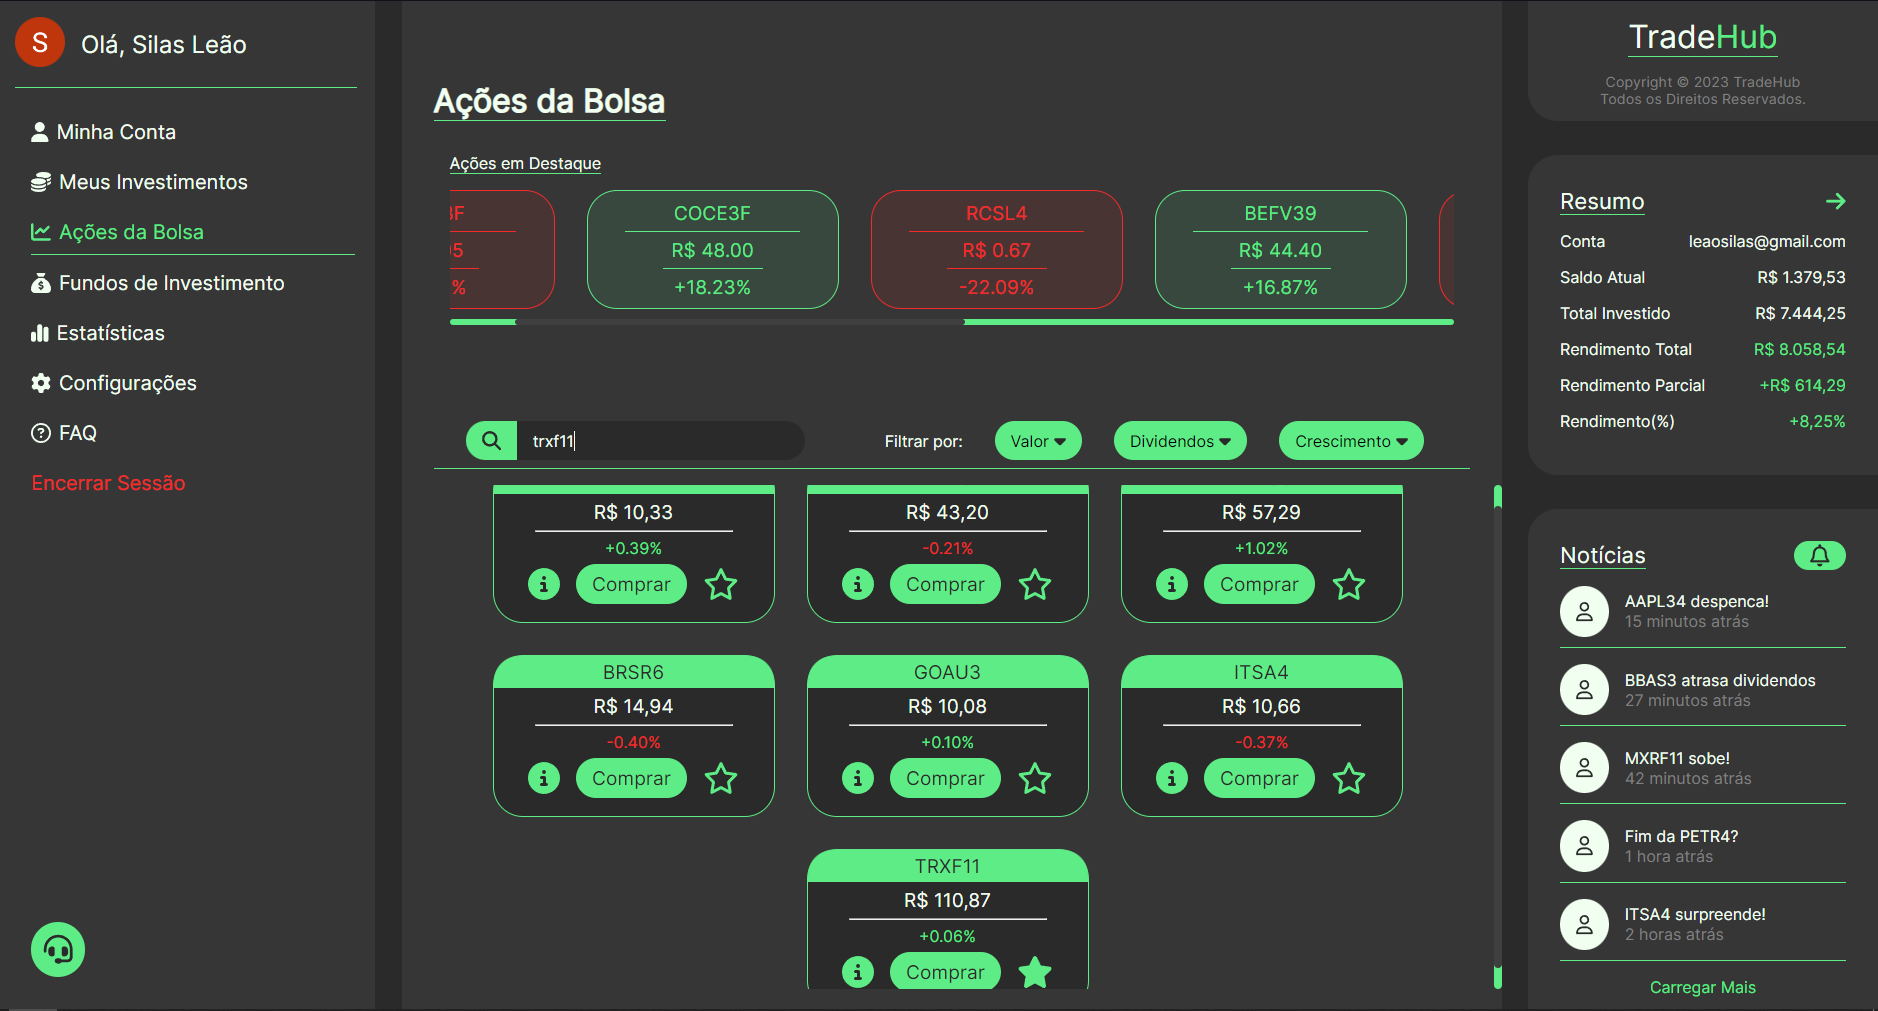 S
Olá, Silas Leão
Minha Conta
Meus Investimentos
Ações da Bolsa
Fundos de Investimento
Estatísticas
Configurações
FAQ
Encerrar Sessão
Ações da Bolsa
Ações em Destaque
F
5
%
COCE3F
R$ 48.00
+18.23%
RCSL4
R$ 0.67
-22.09%
BEFV39
R$ 44.40
+16.87%
trxf11
Filtrar por:
Valor
Dividendos
Crescimento
R$ 10,33
+0.39%
Comprar
R$ 43,20
-0.21%
Comprar
R$ 57,29
+1.02%
Comprar
BRSR6
R$ 14,94
-0.40%
Comprar
GOAU3
R$ 10,08
+0.10%
Comprar
ITSA4
R$ 10,66
-0.37%
Comprar
TRXF11
R$ 110,87
+0.06%
Comprar
TradeHub
Copyright © 2023 TradeHub
Todos os Direitos Reservados.
Resumo
Conta leaosilas@gmail.com
Saldo Atual R$ 1.379,53
Total Investido R$ 7.444,25
Rendimento Total R$ 8.058,54
Rendimento Parcial +R$ 614,29
Rendimento(%) +8,25%
Notícias
AAPL34 despenca!
15 minutos atrás
BBAS3 atrasa dividendos
27 minutos atrás
MXRF11 sobe!
42 minutos atrás
Fim da PETR4?
1 hora atrás
ITSA4 surpreende!
2 horas atrás
Carregar Mais